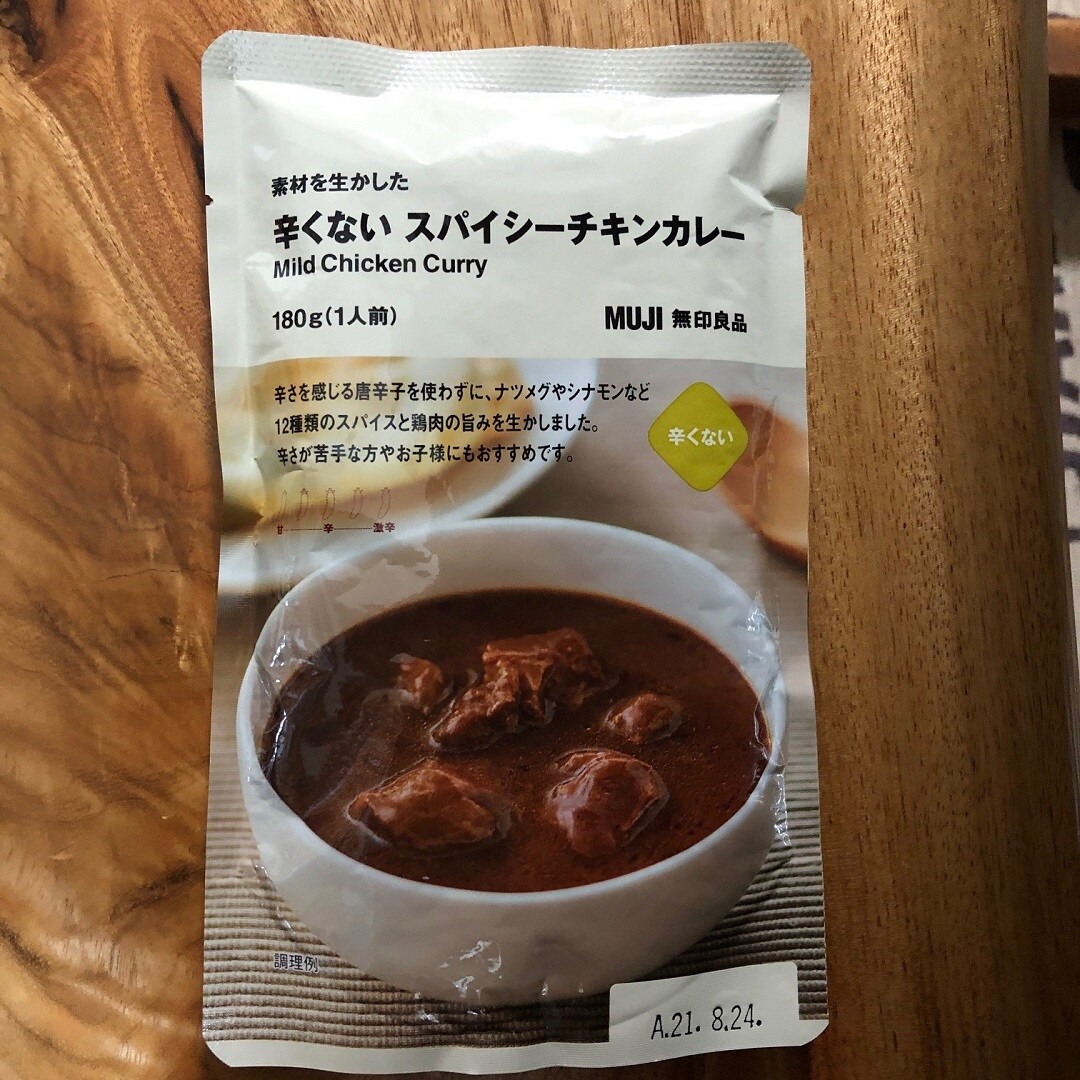 素材を生かした
辛くない スパイシーチキンカレー
Mild Chicken Curry
180g(1人前)
MUJI 無印良品
辛さを感じる唐辛子を使わずに、ナツメグやシナモンなど
12種類のスパイスと鶏肉の旨みを生かしました。
辛さが苦手な方やお子様にもおすすめです。
辛くない
甘 辛 激辛
調理例
A.21. 8.24.